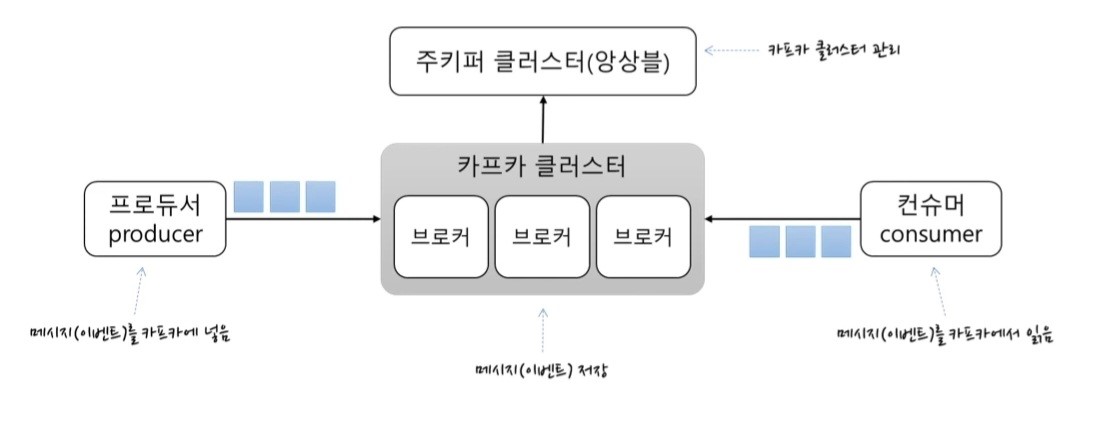 주키퍼 클러스터(앙상블)
카프카 클러스터 관리
카프카 클러스터
프로듀서
producer
브로커
브로커
브로커
컨슈머
consumer
메시지(이벤트)를 카프카에 넣음
메시지(이벤트) 저장
메시지(이벤트)를 카프카에서 읽음